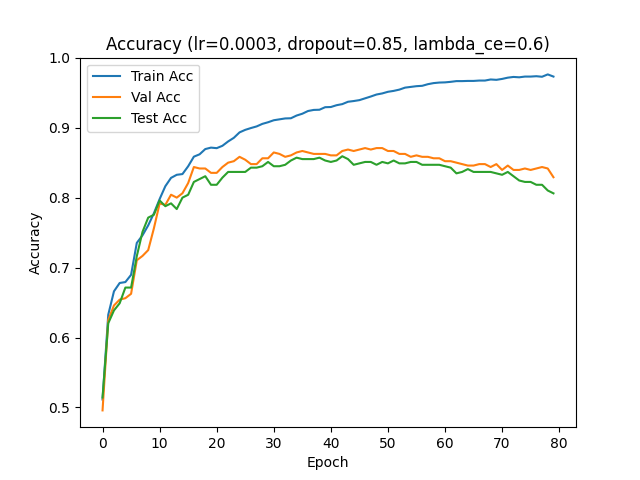 Accuracy (lr=0.0003, dropout=0.85, lambda_ce=0.6)
Train Acc
Val Acc
Test Acc
1.0
0.9
0.8
0.7
0.6
0.5
Accuracy
0 10 20 30 40 50 60 70 80
Epoch